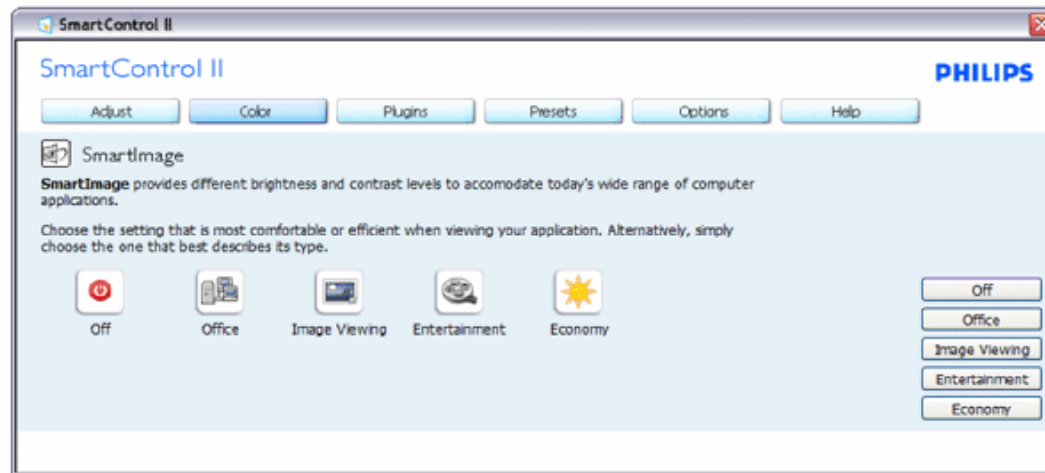 SmartControl II
SmartControl II
PHILIPS
Adjust Color Plugins Presets Options Help
SmartImage
SmartImage provides different brightness and contrast levels to accomodate today's wide range of computer
applications.
Choose the setting that is most comfortable or efficient when viewing your application. Alternatively, simply
choose the one that best describes its type.
Off Office Image Viewing Entertainment Economy
Off
Office
Image Viewing
Entertainment
Economy